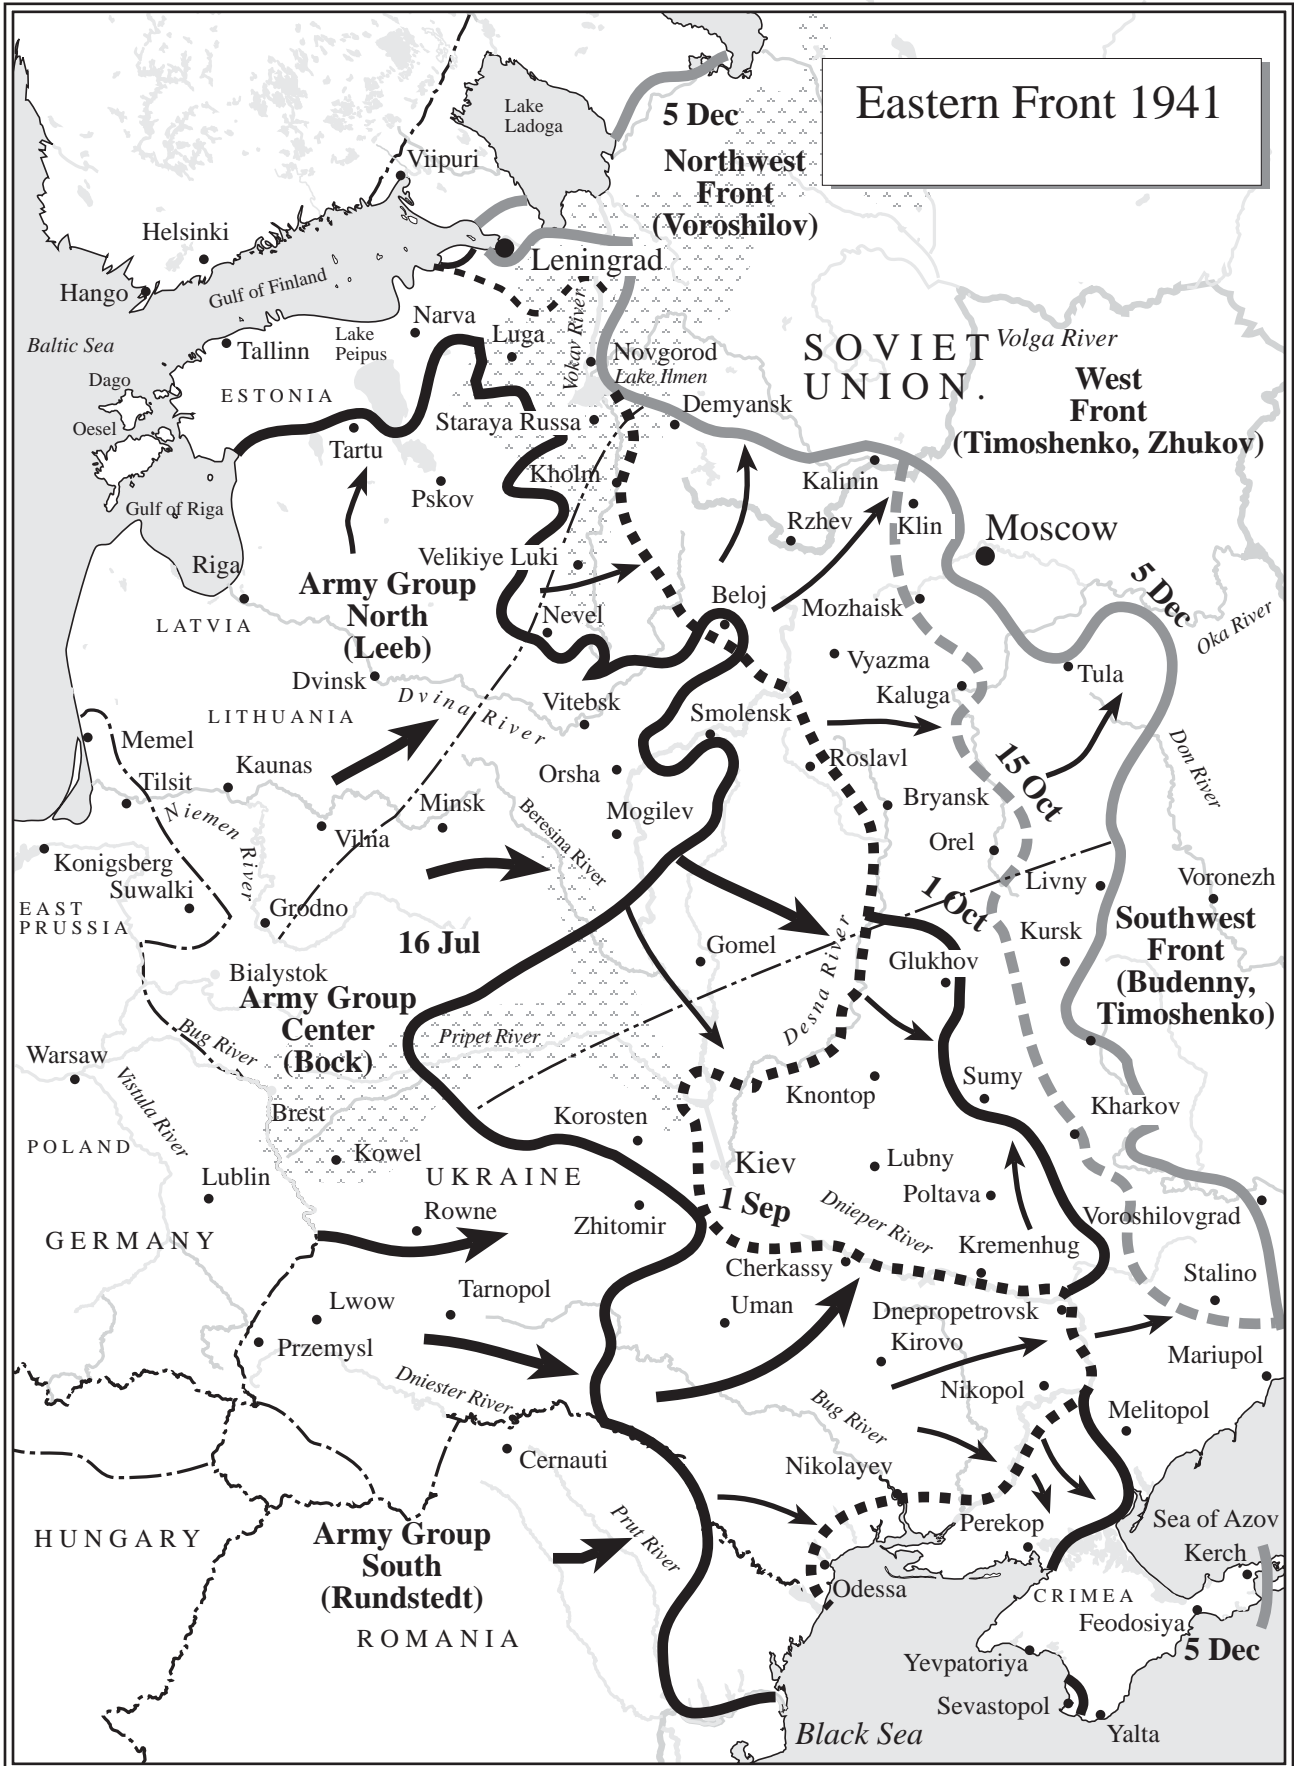 Eastern Front 1941
Lake
Ladoga
5 Dec
Northwest
Front
(Voroshilov)
Viipuri
Helsinki
Leningrad
Hango
Gulf of Finland
Narva
Luga
Vokav River
Baltic Sea
Tallinn
Lake
Peipus
Novgorod
Lake Ilmen
SOVIET
UNION.
Volga River
West
Front
(Timoshenko, Zhukov)
Dago
ESTONIA
Oesel
Staraya Russa
Demyansk
Tartu
Kholm
Kalinin
Pskov
Gulf of Riga
Rzhev
Klin
Moscow
Riga
Velikiye Luki
Army Group
North
(Leeb)
Beloj
Mozhaisk
5 Dec
Oka River
LATVIA
Nevel
Vyazma
Kaluga
Tula
Dvinsk
Dvina River
Vitebsk
LITHUANIA
Smolensk
Memel
Tilsit
Kaunas
Orsha
Roslavl
15 Oct
Don River
Niemen River
Minsk
Mogilev
Beresina River
Bryansk
Vilna
Orel
Konigsberg
Suwalki
Livny
Voronezh
EAST
PRUSSIA
Grodno
1 Oct
16 Jul
Gomel
Kursk
Southwest
Front
(Budenny,
Timoshenko)
Glukhov
Desna River
Bialystok
Army Group
Center
(Bock)
Bug River
Pripet River
Warsaw
Vistula River
Knontop
Sumy
Brest
Korosten
Kharkov
POLAND
Kowel
UKRAINE
Kiev
Lubny
Lublin
1 Sep
Poltava
Rowne
Zhitomir
Dnieper River
Voroshilovgrad
GERMANY
Kremenhug
Cherkassy
Stalino
Lwow
Tarnopol
Uman
Dnepropetrovsk
Kirovo
Przemysl
Mariupol
Dniester River
Nikopol
Bug River
Melitopol
Cernauti
Nikolayev
HUNGARY
Army Group
South
(Rundstedt)
Prut River
Perekop
Sea of Azov
Kerch
Odessa
CRIMEA
Feodosiya
ROMANIA
5 Dec
Yevpatoriya
Sevastopol
Black Sea
Yalta